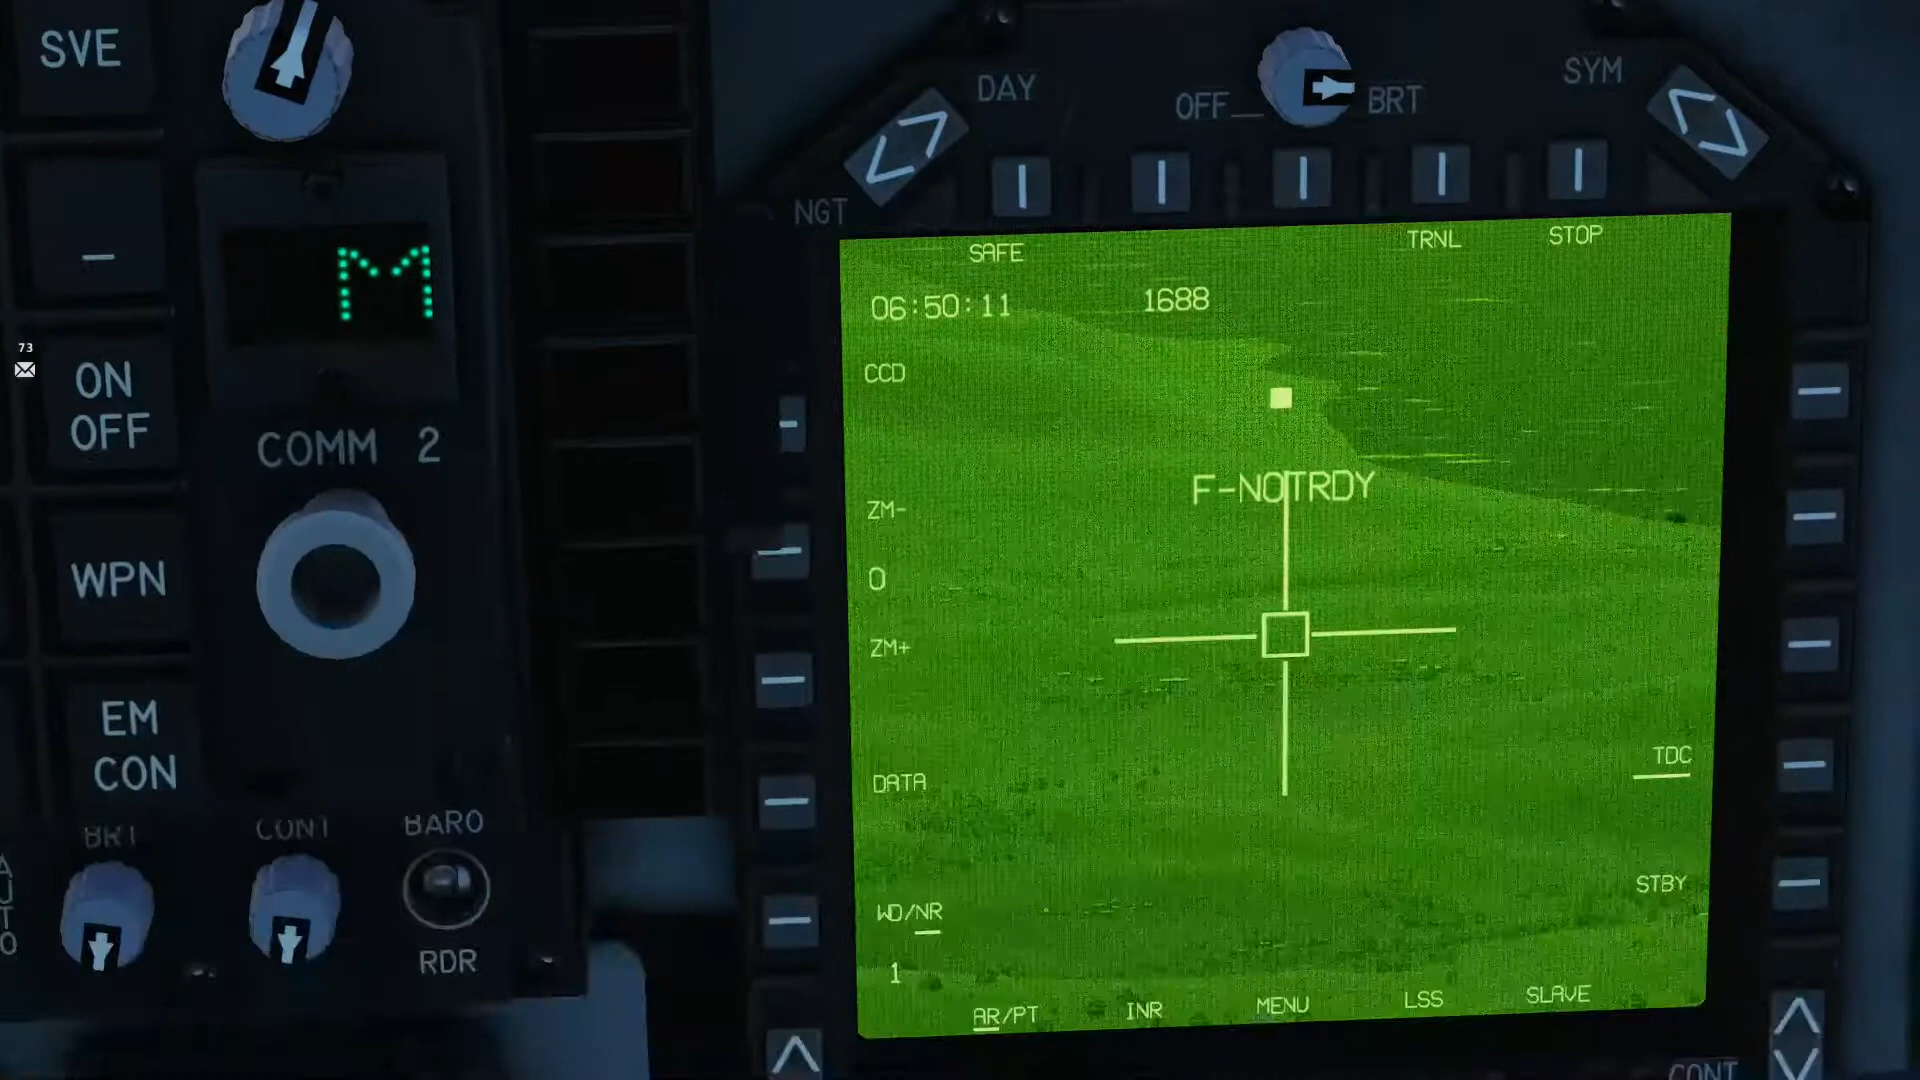 SVE
M
73
ON
OFF
COMM 2
WPN
EM
CON
BRT
CONT
BARO
AUTO
RDR
DAY
OFF
BRT
SYM
NGT
SAFE
TRNL
STOP
06:50:11
1688
CCD
F-NOTRDY
ZM-
0
ZM+
DATA
TDC
STBY
WD/NR
1
AR/PT
INR
MENU
LSS
SLAVE
CONT